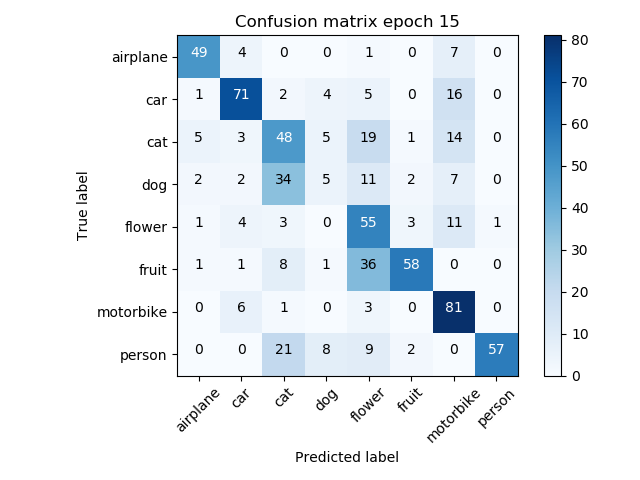 Confusion matrix epoch 15
airplane 49 4 0 0 1 0 7 0
car 1 71 2 4 5 0 16 0
cat 5 3 48 5 19 1 14 0
dog 2 2 34 5 11 2 7 0
flower 1 4 3 0 55 3 11 1
fruit 1 1 8 1 36 58 0 0
motorbike 0 6 1 0 3 0 81 0
person 0 0 21 8 9 2 0 57
True label
airplane car cat dog flower fruit motorbike person
Predicted label
80
70
60
50
40
30
20
10
0